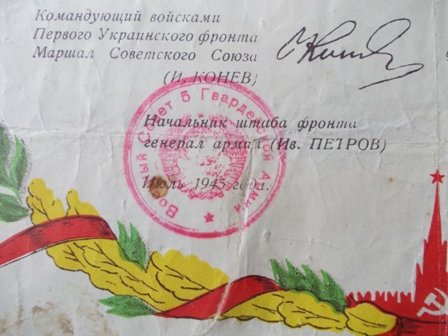 Командующий войсками
Первого Украинского фронта
Маршал Советского Союза
(И. КОНЕВ)
Начальник штаба фронта
генерал армии (Ив. ПЕТРОВ)
Июль 1945 года.
Военный Совет 5 Гвардейской Армии